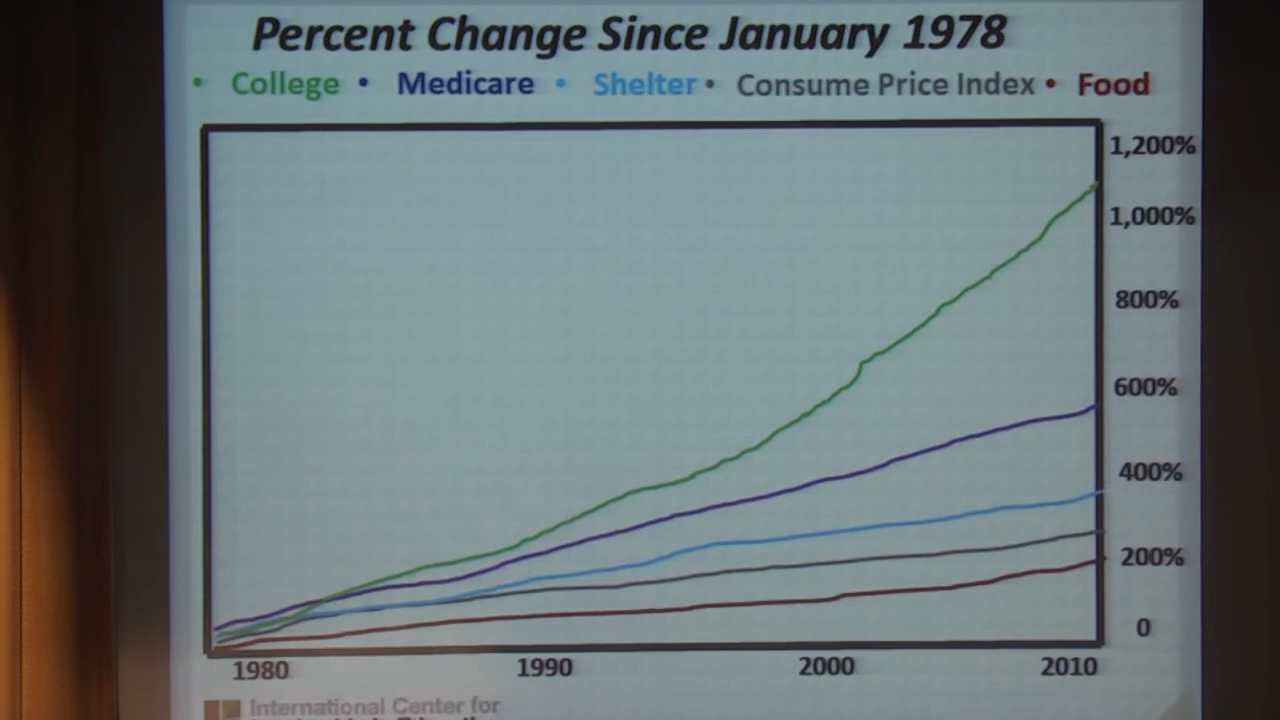 Percent Change Since January 1978
• College • Medicare • Shelter • Consume Price Index • Food
1,200%
1,000%
800%
600%
400%
200%
0
1980 1990 2000 2010
International Center for